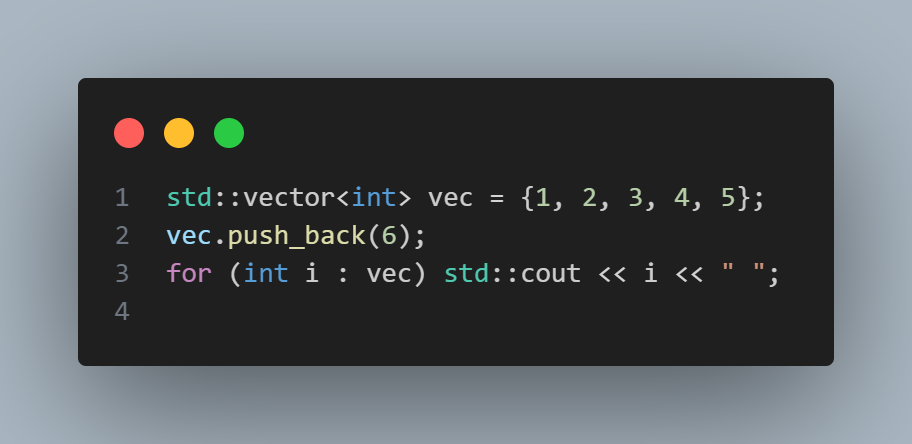 1 std::vector<int> vec = {1, 2, 3, 4, 5};
2 vec.push_back(6);
3 for (int i : vec) std::cout << i << " ";
4